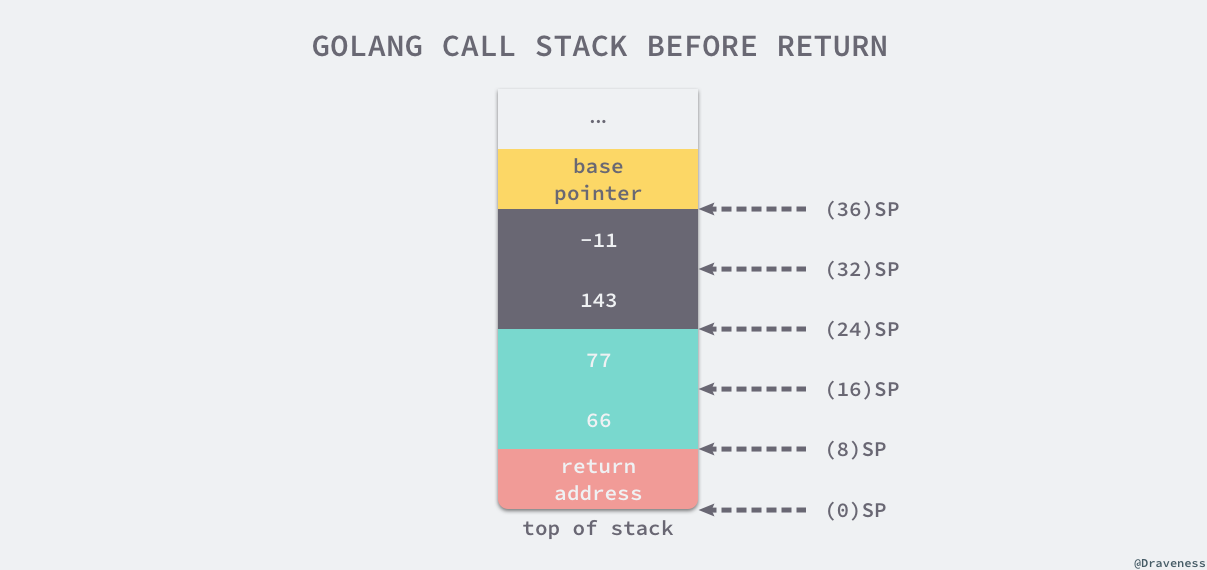 GOLANG CALL STACK BEFORE RETURN
...
base
pointer
(36)SP
-11
(32)SP
143
(24)SP
77
(16)SP
66
(8)SP
return
address
(0)SP
top of stack
@Draveness